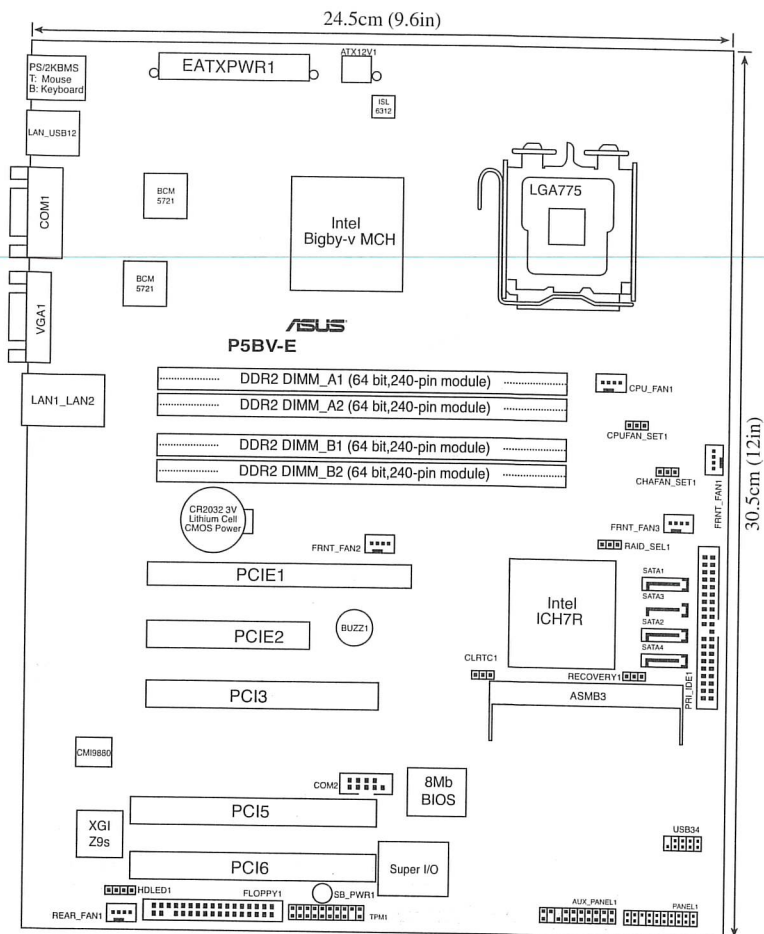 24.5cm (9.6in)
PS/2KBMS
T: Mouse
B: Keyboard
EATXPWR1
ATX12V1
ISL
6312
LAN_USB12
COM1
BCM
5721
Intel
Bigby-v MCH
LGA775
BCM
5721
VGA1
ASUS
P5BV-E
LAN1_LAN2
DDR2 DIMM_A1 (64 bit,240-pin module)
DDR2 DIMM_A2 (64 bit,240-pin module)
DDR2 DIMM_B1 (64 bit,240-pin module)
DDR2 DIMM_B2 (64 bit,240-pin module)
CPU_FAN1
CPUFAN_SET1
CHAFAN_SET1
FRNT_FAN1
30.5cm (12in)
CR2032 3V
Lithium Cell
CMOS Power
FRNT_FAN2
FRNT_FAN3
RAID_SEL1
PCIE1
Intel
ICH7R
SATA1
SATA3
SATA2
SATA4
PRI_IDE1
PCIE2
BUZZ1
CLRTC1
RECOVERY1
PCI3
ASMB3
CMI9880
COM2
8Mb
BIOS
PCI5
XGI
Z9s
USB34
PCI6
Super I/O
HDLED1
FLOPPY1
SB_PWR1
REAR_FAN1
TPM1
AUX_PANEL1
PANEL1